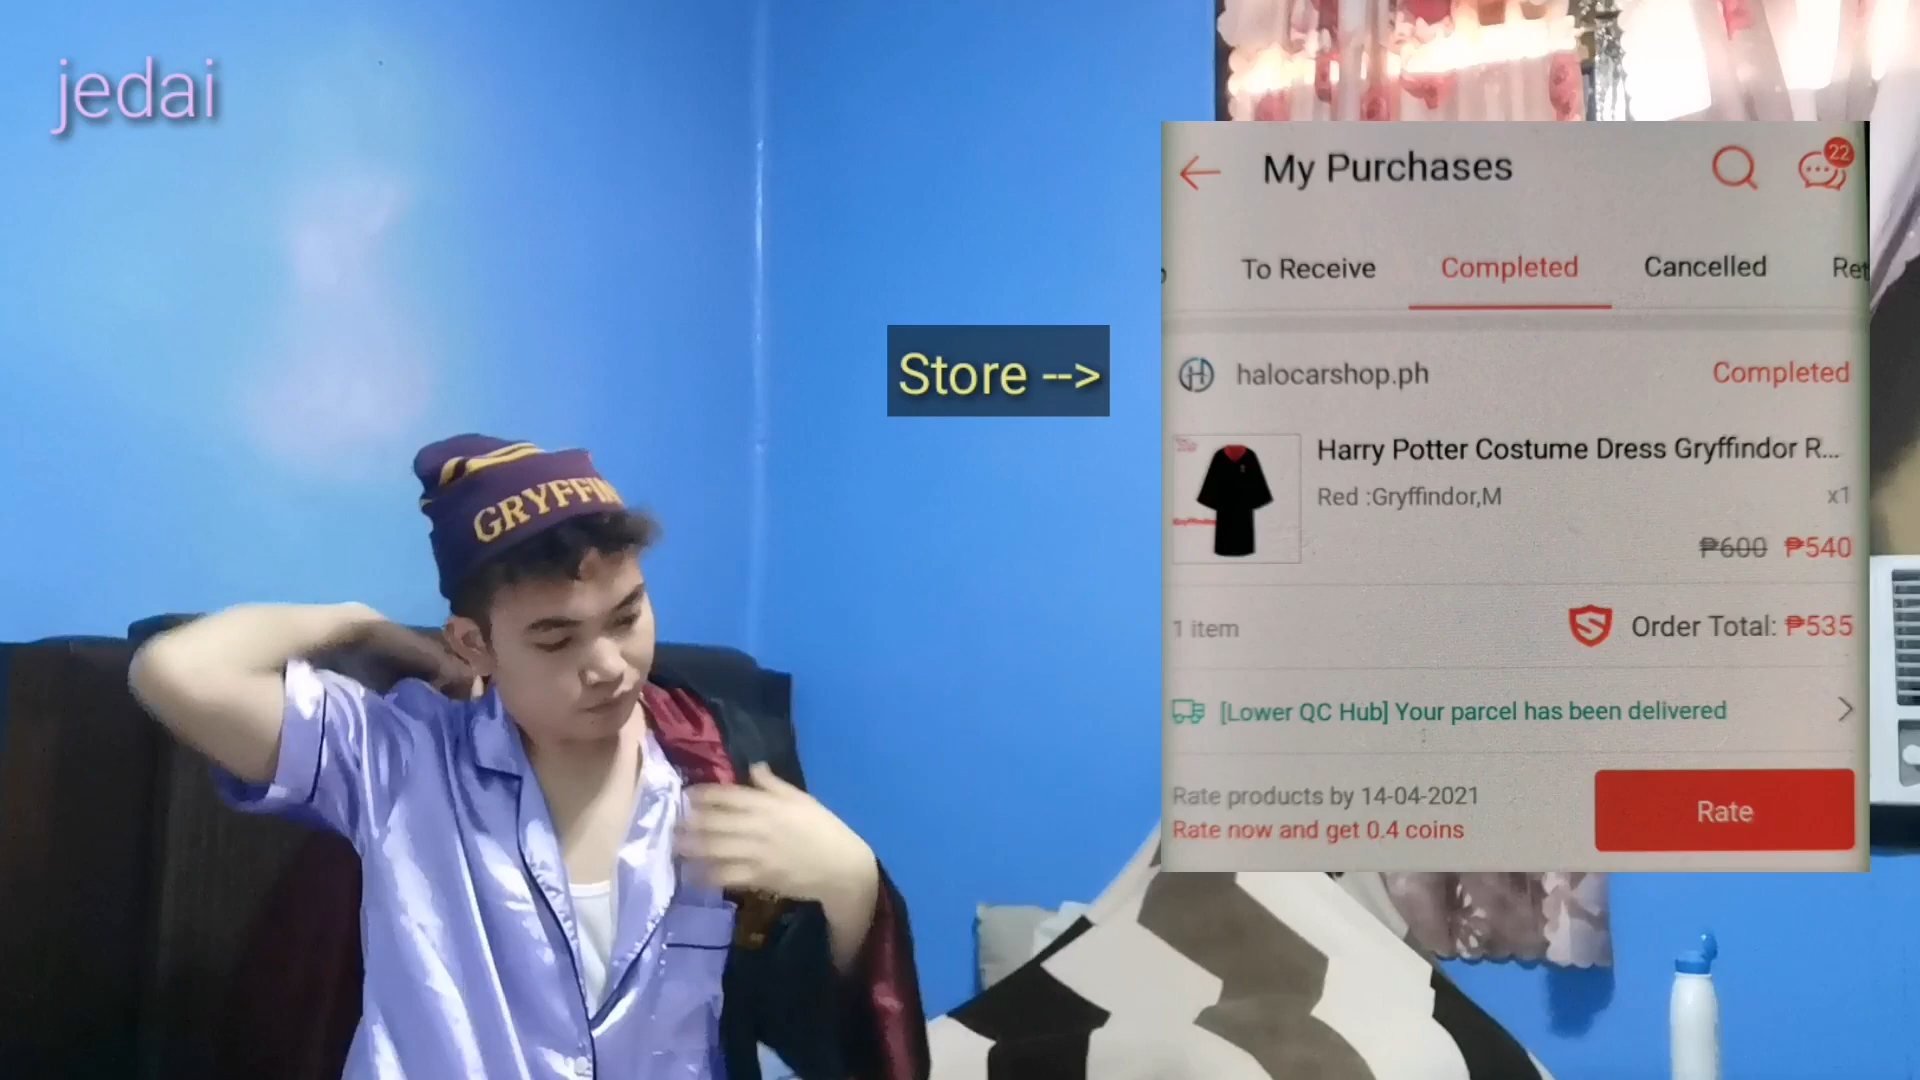 jedai
My Purchases
22
To Receive
Completed
Cancelled
Ret
Store -->
halocarshop.ph
Completed
Harry Potter Costume Dress Gryffindor R...
Red :Gryffindor,M
x1
₱600 ₱540
1 item
Order Total: ₱535
[Lower QC Hub] Your parcel has been delivered
Rate products by 14-04-2021
Rate now and get 0.4 coins
Rate
GRYFFIN